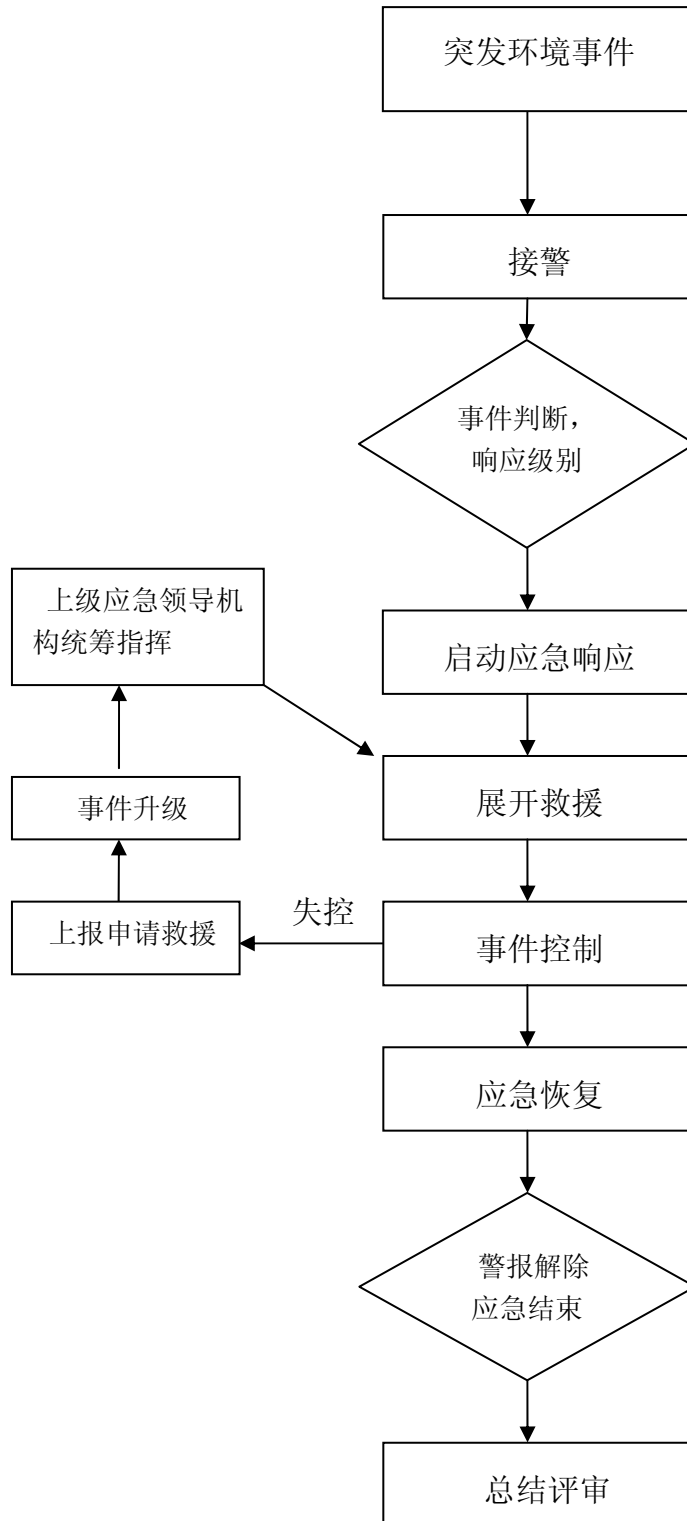 突发环境事件
接警
事件判断，
响应级别
上级应急领导机
构统筹指挥
启动应急响应
事件升级
展开救援
失控
上报申请救援
事件控制
应急恢复
警报解除
应急结束
总结评审